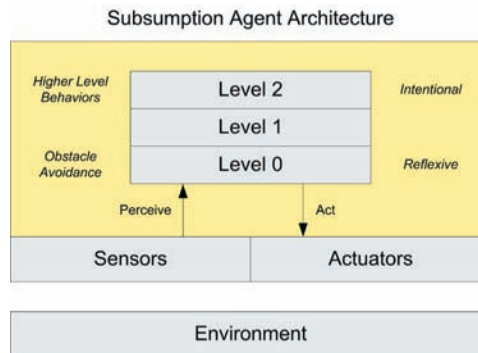 Subsumption Agent Architecture
Higher Level
Behaviors
Level 2
Intentional
Level 1
Obstacle
Avoidance
Level 0
Reflexive
Perceive
Act
Sensors
Actuators
Environment